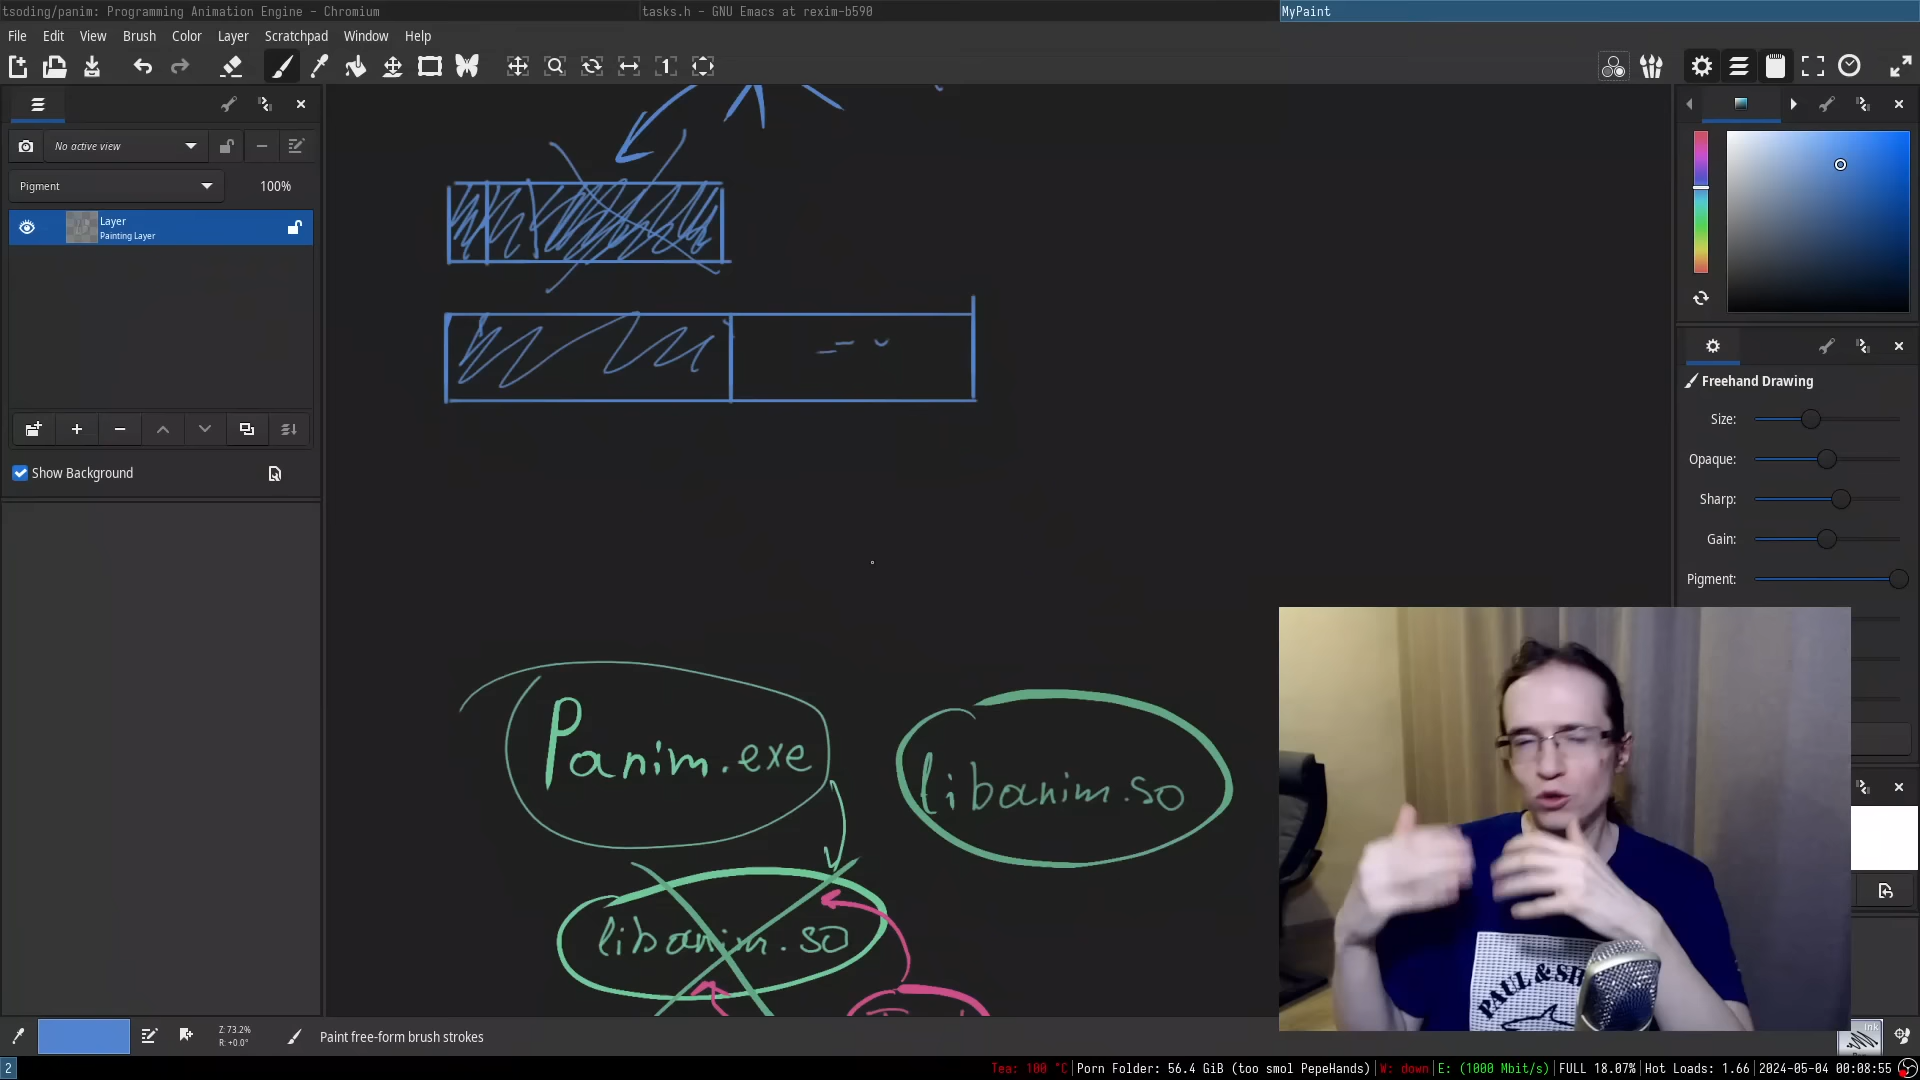 tsoding/panim: Programming Animation Engine - Chromium
tasks.h - GNU Emacs at rexim-b590
MyPaint
File Edit View Brush Color Layer Scratchpad Window Help
1
No active view
Pigment 100%
Layer
Painting Layer
Show Background
Freehand Drawing
Size:
Opaque:
Sharp:
Gain:
Pigment:
Panim.exe
libanim.so
libanim.so
PAUL &
Z: 73.2%
R: +0.0°
Paint free-form brush strokes
ink
2
Tea: 100 °C Porn Folder: 56.4 GiB (too smol PepeHands) W: down E: (1000 Mbit/s) FULL 18.07% Hot Loads: 1.66 2024-05-04 00:08:55